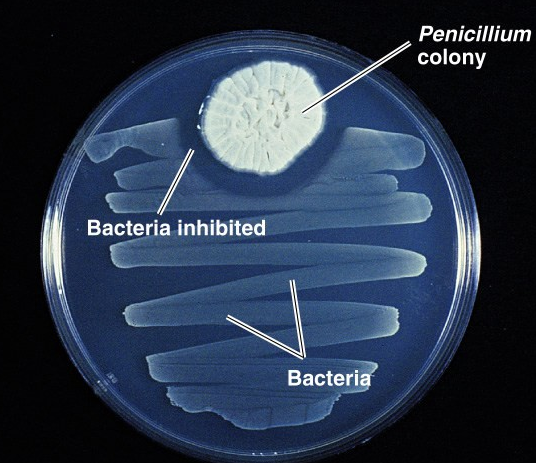 Penicillium
colony
Bacteria inhibited
Bacteria